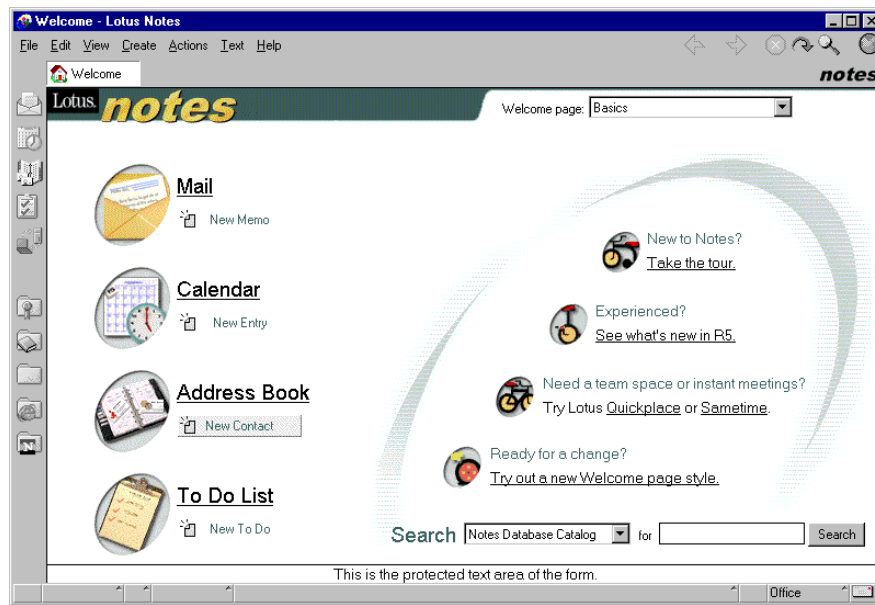 Welcome - Lotus Notes
File Edit View Create Actions Text Help
Welcome
notes
Lotus. notes
Welcome page: Basics
Mail
New Memo
Calendar
New Entry
Address Book
New Contact
To Do List
New To Do
New to Notes?
Take the tour.
Experienced?
See what's new in R5.
Need a team space or instant meetings?
Try Lotus Quickplace or Sametime.
Ready for a change?
Try out a new Welcome page style.
Search Notes Database Catalog for Search
This is the protected text area of the form.
Office